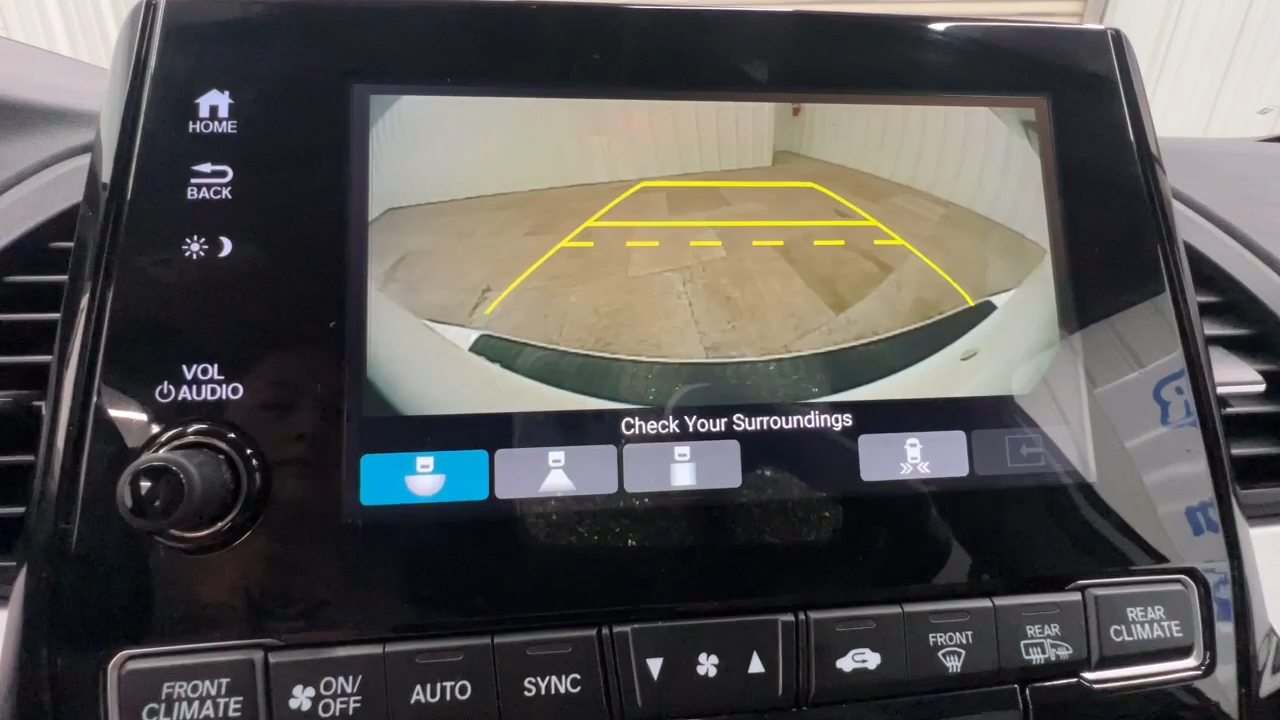 HOME
BACK
VOL
AUDIO
Check Your Surroundings
FRONT
CLIMATE
ON/
OFF
AUTO
SYNC
FRONT
REAR
REAR
CLIMATE